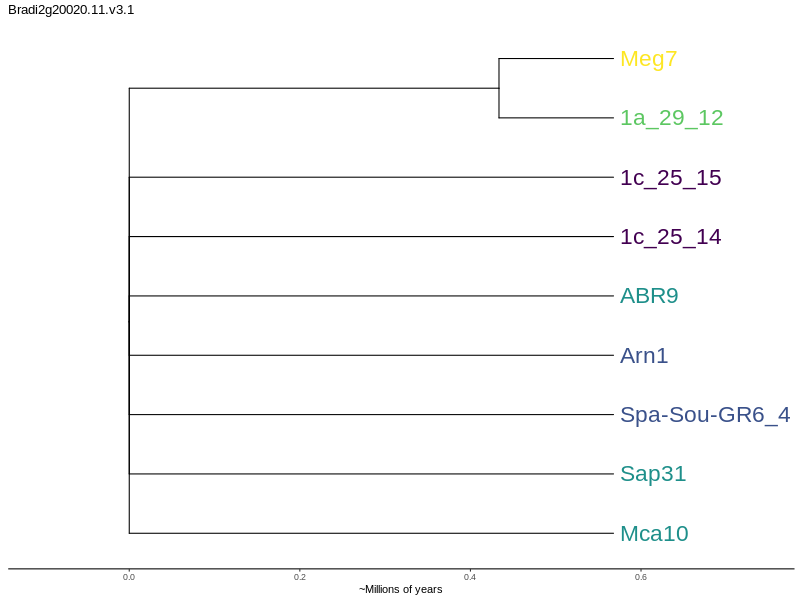 Bradi2g20020.11.v3.1
Meg7
1a_29_12
1c_25_15
1c_25_14
ABR9
Arn1
Spa-Sou-GR6_4
Sap31
Mca10
0.0 0.2 0.4 0.6
~Millions of years